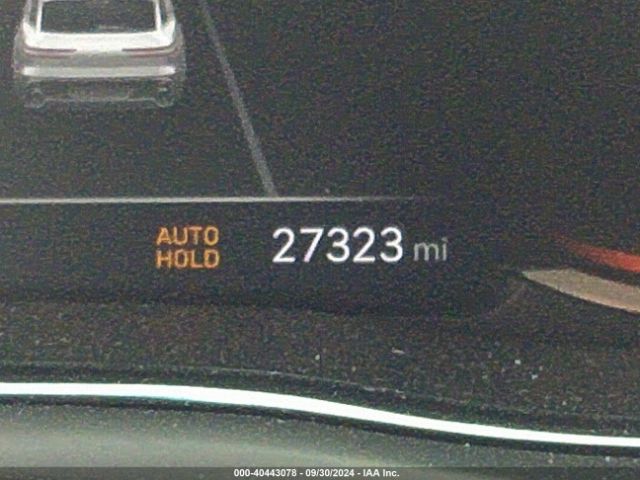 AUTO
HOLD
27323 mi
000-40443078 - 09/30/2024 - IAA Inc.